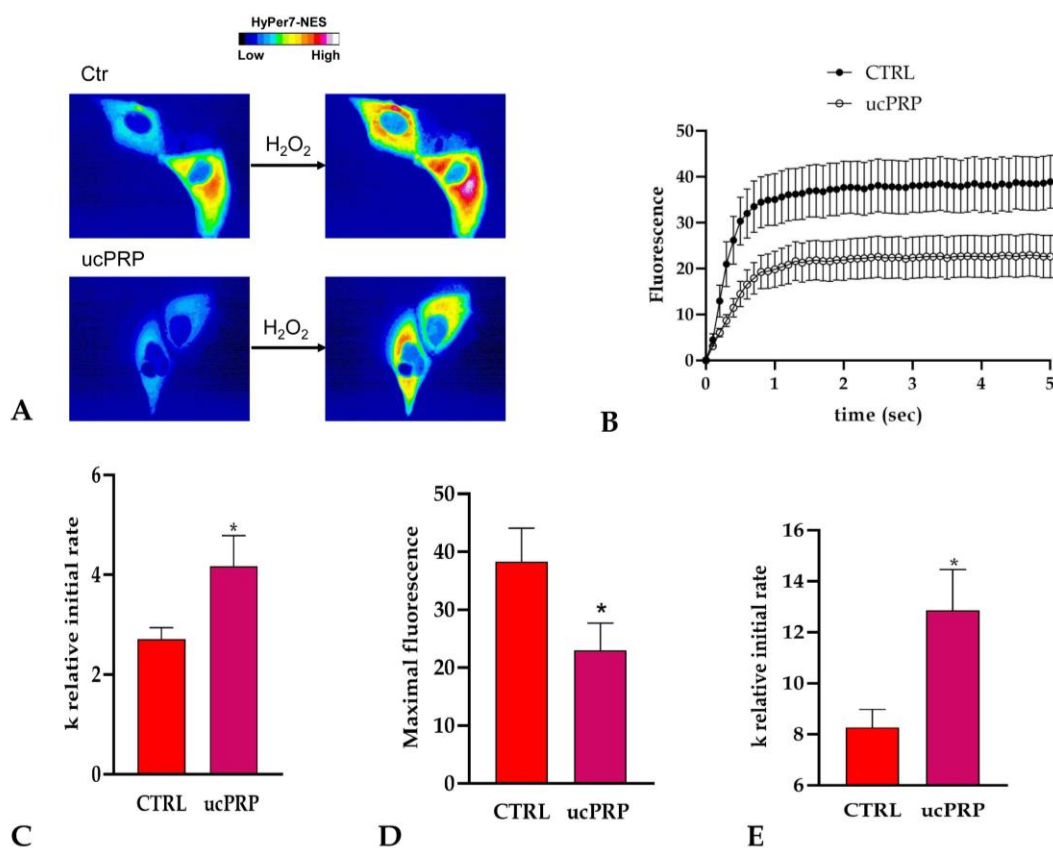 HyPer7-NES
Low High
Ctr
H2O2
ucPRP
H2O2
A
CTRL
ucPRP
50
40
30
20
10
0
Fluorescence
0 1 2 3 4 5
time (sec)
B
6
4
2
0
k relative initial rate
*
CTRL ucPRP
C
50
40
30
20
10
0
Maximal fluorescence
*
CTRL ucPRP
D
16
14
12
10
8
6
k relative initial rate
*
CTRL ucPRP
E